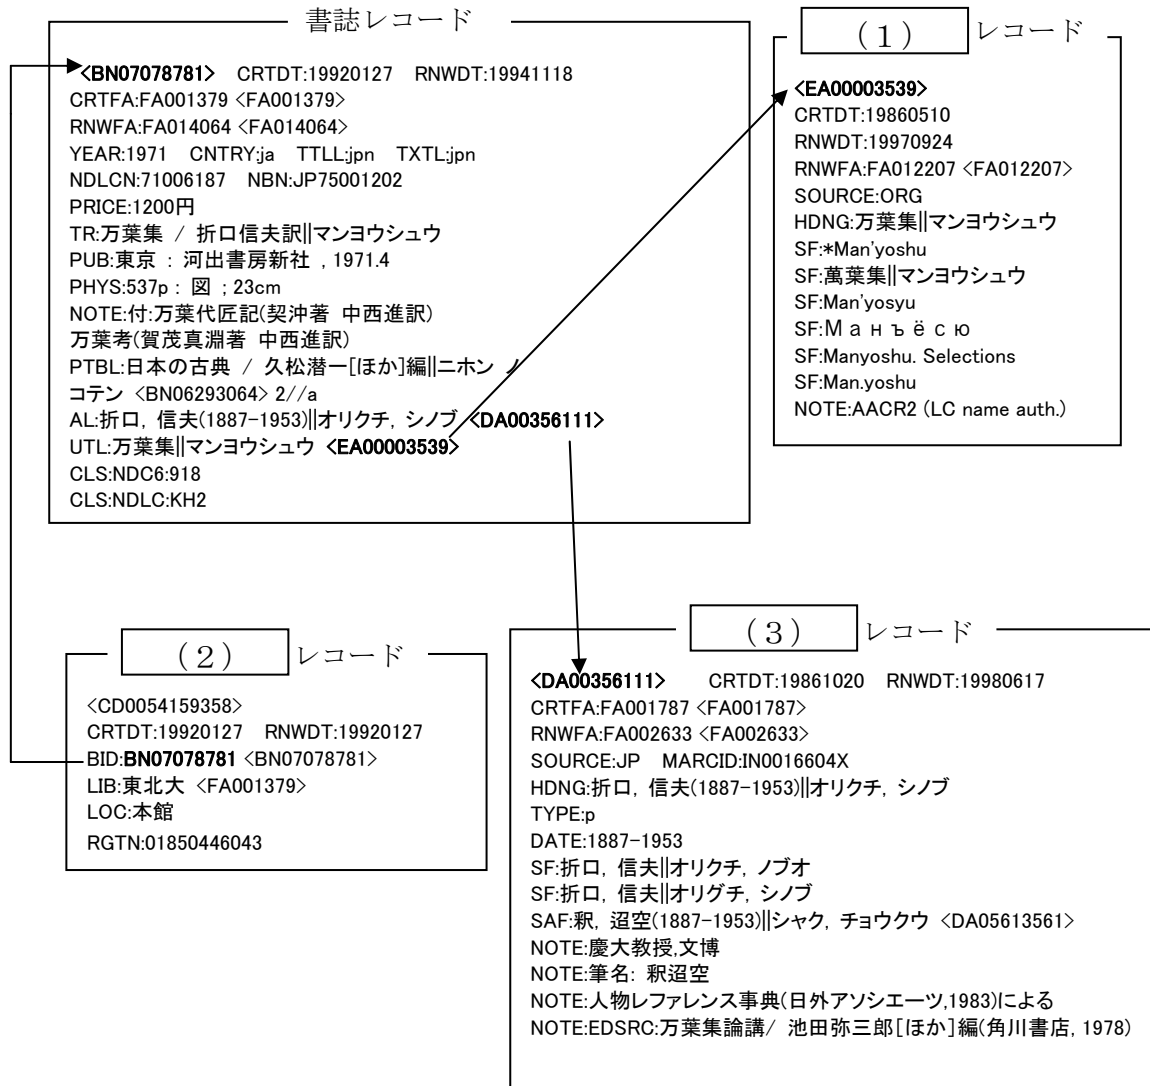 書誌レコード
<BN07078781> CRTDT:19920127 RNWDT:19941118
CRTFA:FA001379 <FA001379>
RNWFA:FA014064 <FA014064>
YEAR:1971 CNTRY:ja TTLL:jpn TXTL:jpn
NDLCN:71006187 NBN:JP75001202
PRICE:1200円
TR:万葉集 / 折口信夫訳||マンヨウシュウ
PUB:東京 : 河出書房新社 , 1971.4
PHYS:537p : 図 ; 23cm
NOTE:付:万葉代匠記(契沖著 中西進訳)
万葉考(賀茂真淵著 中西進訳)
PTBL:日本の古典 / 久松潜一[ほか]編||ニホン ノ
コテン <BN06293064> 2//a
AL:折口, 信夫(1887-1953)||オリクチ, シノブ <DA00356111>
UTL:万葉集||マンヨウシュウ <EA00003539>
CLS:NDC6:918
CLS:NDLC:KH2
(1) レコード
<EA00003539>
CRTDT:19860510
RNWDT:19970924
RNWFA:FA012207 <FA012207>
SOURCE:ORG
HDNG:万葉集||マンヨウシュウ
SF:*Man'yoshu
SF:萬葉集||マンヨウシュウ
SF:Man'yosyu
SF:Манъёсю
SF:Manyoshu. Selections
SF:Man.yoshu
NOTE:AACR2 (LC name auth.)
(2) レコード
<CD0054159358>
CRTDT:19920127 RNWDT:19920127
BID:BN07078781 <BN07078781>
LIB:東北大 <FA001379>
LOC:本館
RGTN:01850446043
(3) レコード
<DA00356111> CRTDT:19861020 RNWDT:19980617
CRTFA:FA001787 <FA001787>
RNWFA:FA002633 <FA002633>
SOURCE:JP MARCID:IN0016604X
HDNG:折口, 信夫(1887-1953)||オリクチ, シノブ
TYPE:p
DATE:1887-1953
SF:折口, 信夫||オリクチ, ノブオ
SF:折口, 信夫||オリグチ, シノブ
SAF:釈, 迢空(1887-1953)||シャク, チョウクウ <DA05613561>
NOTE:慶大教授,文博
NOTE:筆名: 釈迢空
NOTE:人物レファレンス事典(日外アソシエーツ,1983)による
NOTE:EDSRC:万葉集論講/ 池田弥三郎[ほか]編(角川書店, 1978)